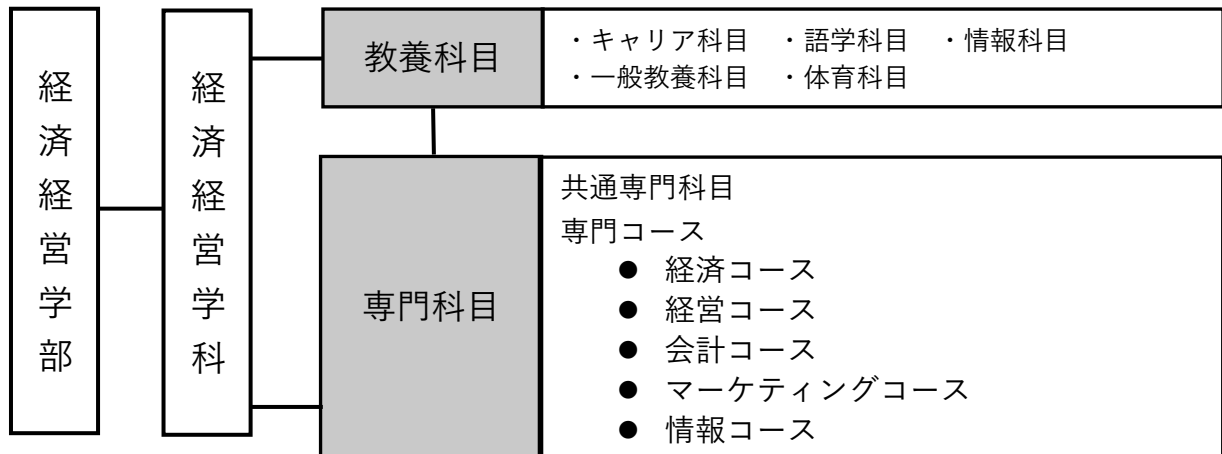 経済経営学部
経済経営学科
教養科目
・キャリア科目　・語学科目　・情報科目
・一般教養科目　・体育科目
専門科目
共通専門科目
専門コース
● 経済コース
● 経営コース
● 会計コース
● マーケティングコース
● 情報コース